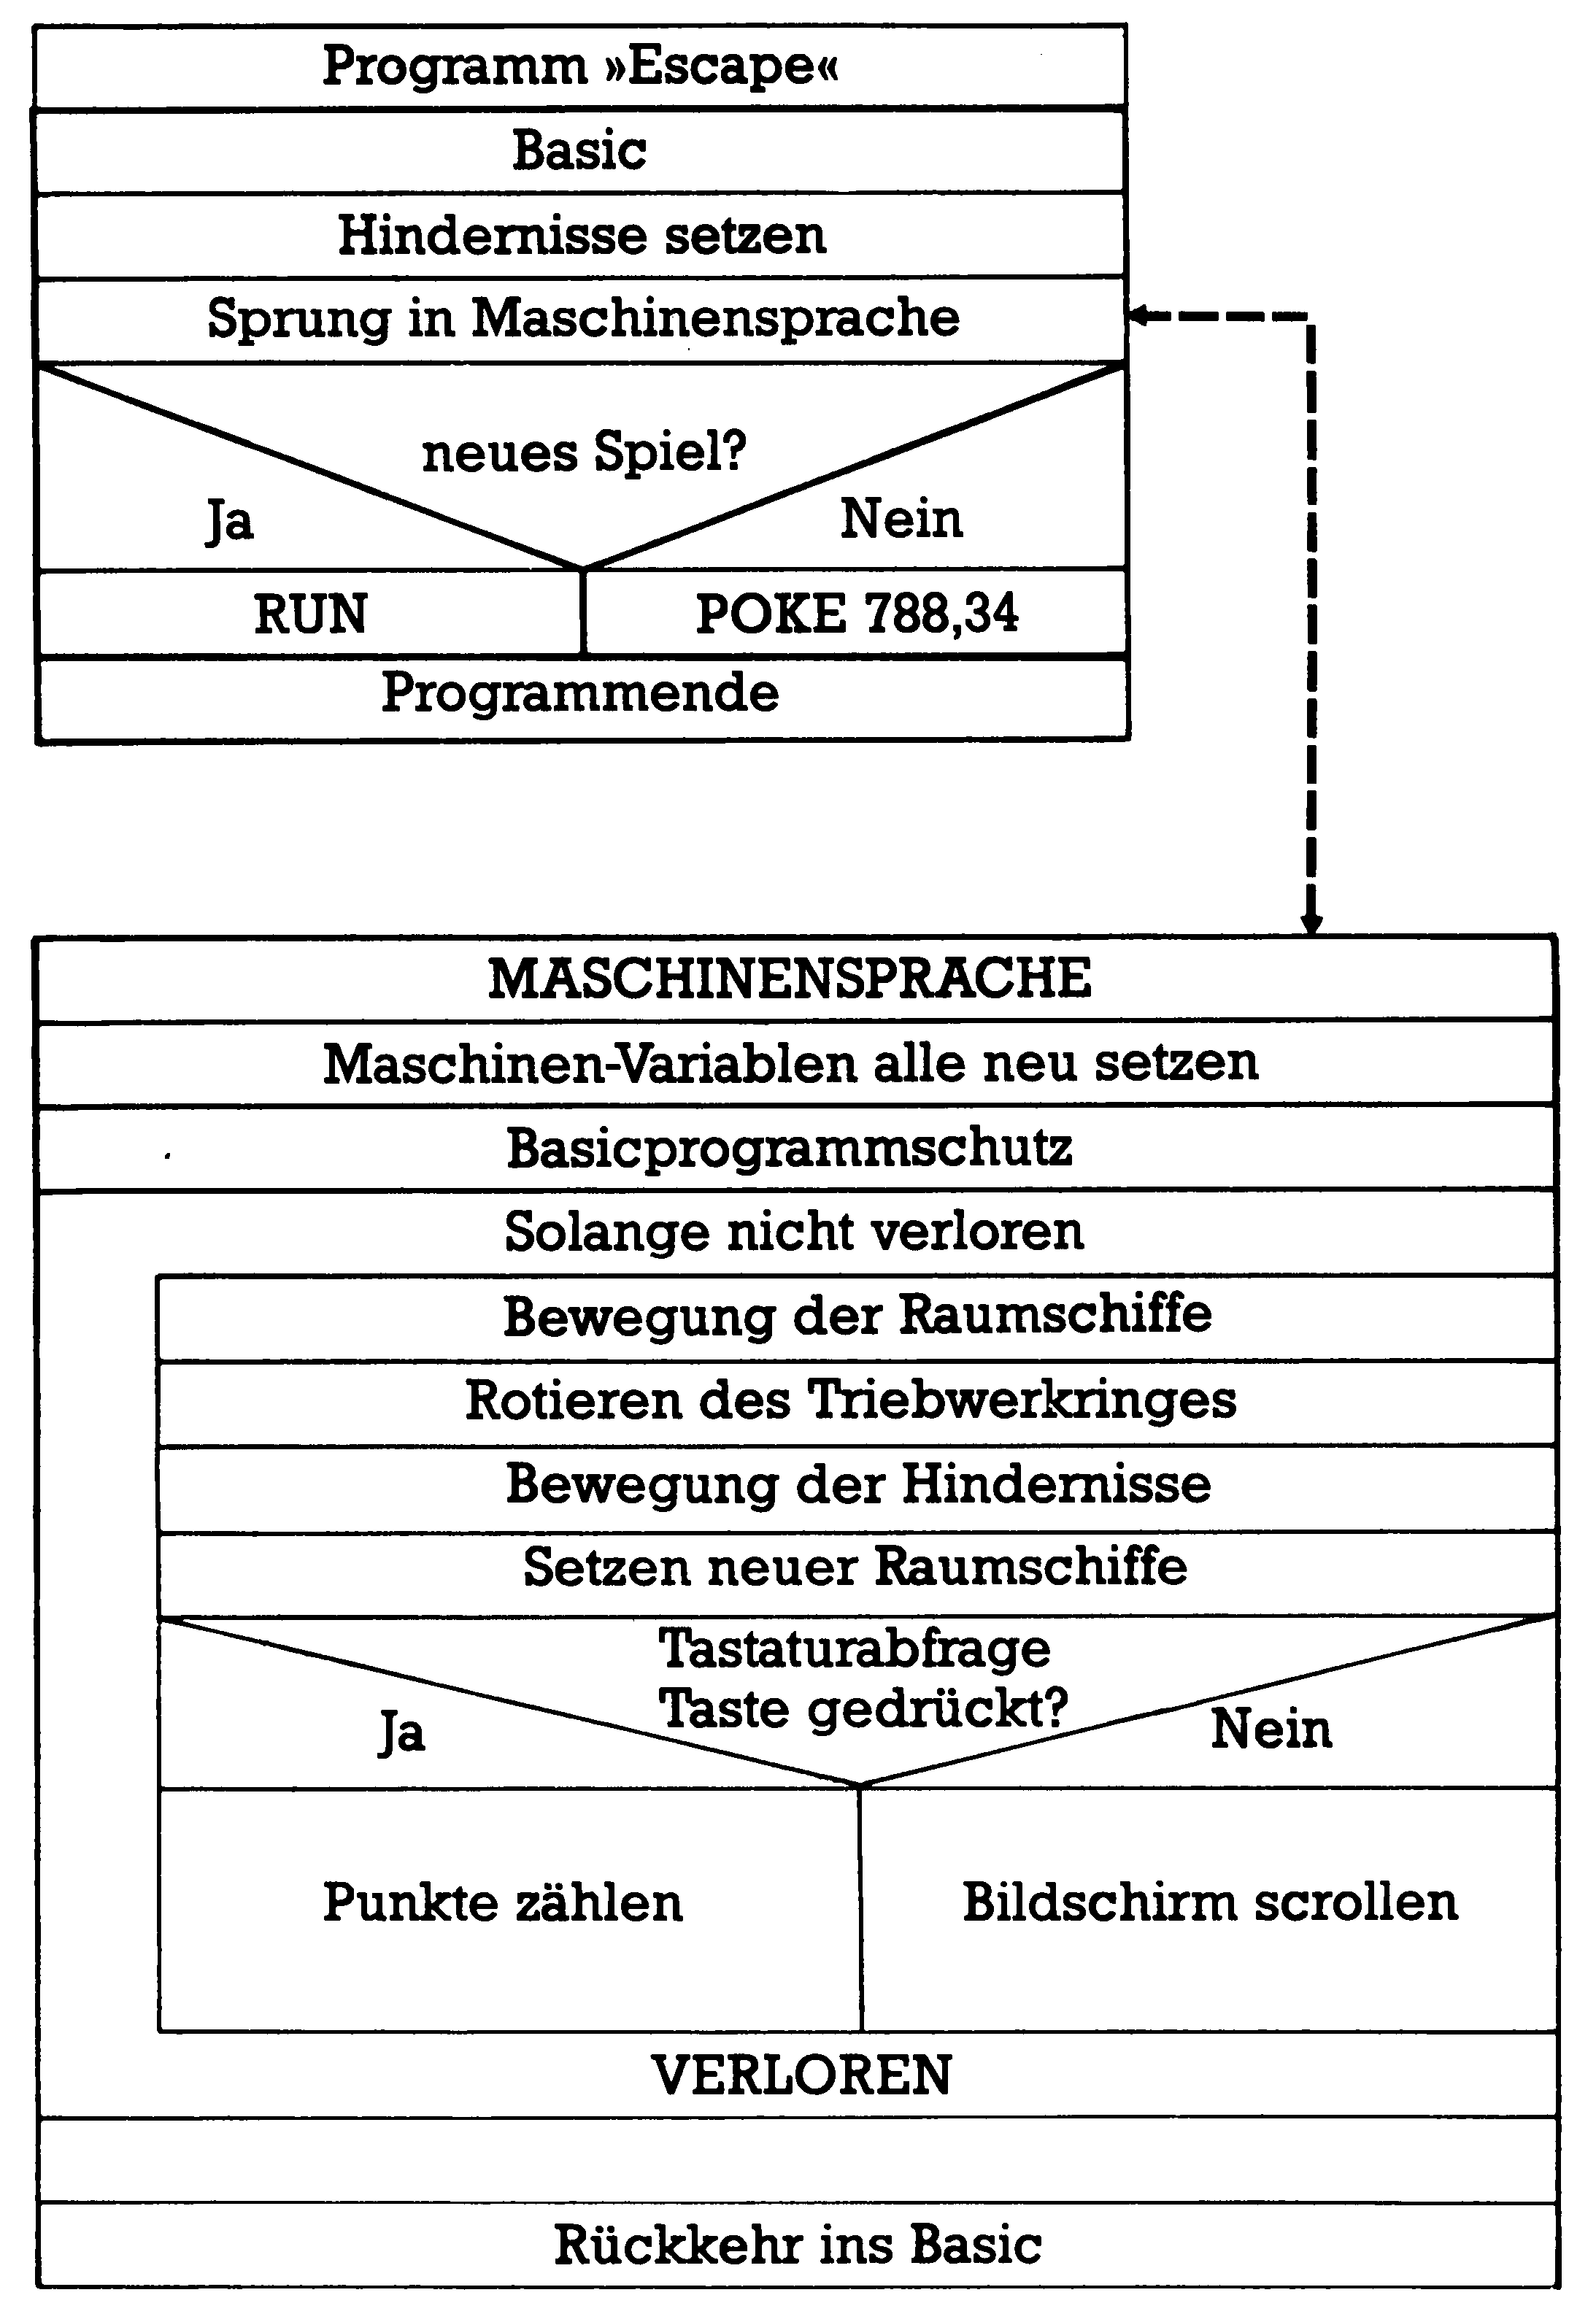 Programm »Escape«
Basic
Hindernisse setzen
Sprung in Maschinensprache
neues Spiel?
Ja
Nein
RUN
POKE 788,34
Programmende
MASCHINENSPRACHE
Maschinen-Variablen alle neu setzen
Basicprogrammschutz
Solange nicht verloren
Bewegung der Raumschiffe
Rotieren des Triebwerkringes
Bewegung der Hindernisse
Setzen neuer Raumschiffe
Tastaturabfrage
Taste gedrückt?
Ja
Nein
Punkte zählen
Bildschirm scrollen
VERLOREN
Rückkehr ins Basic